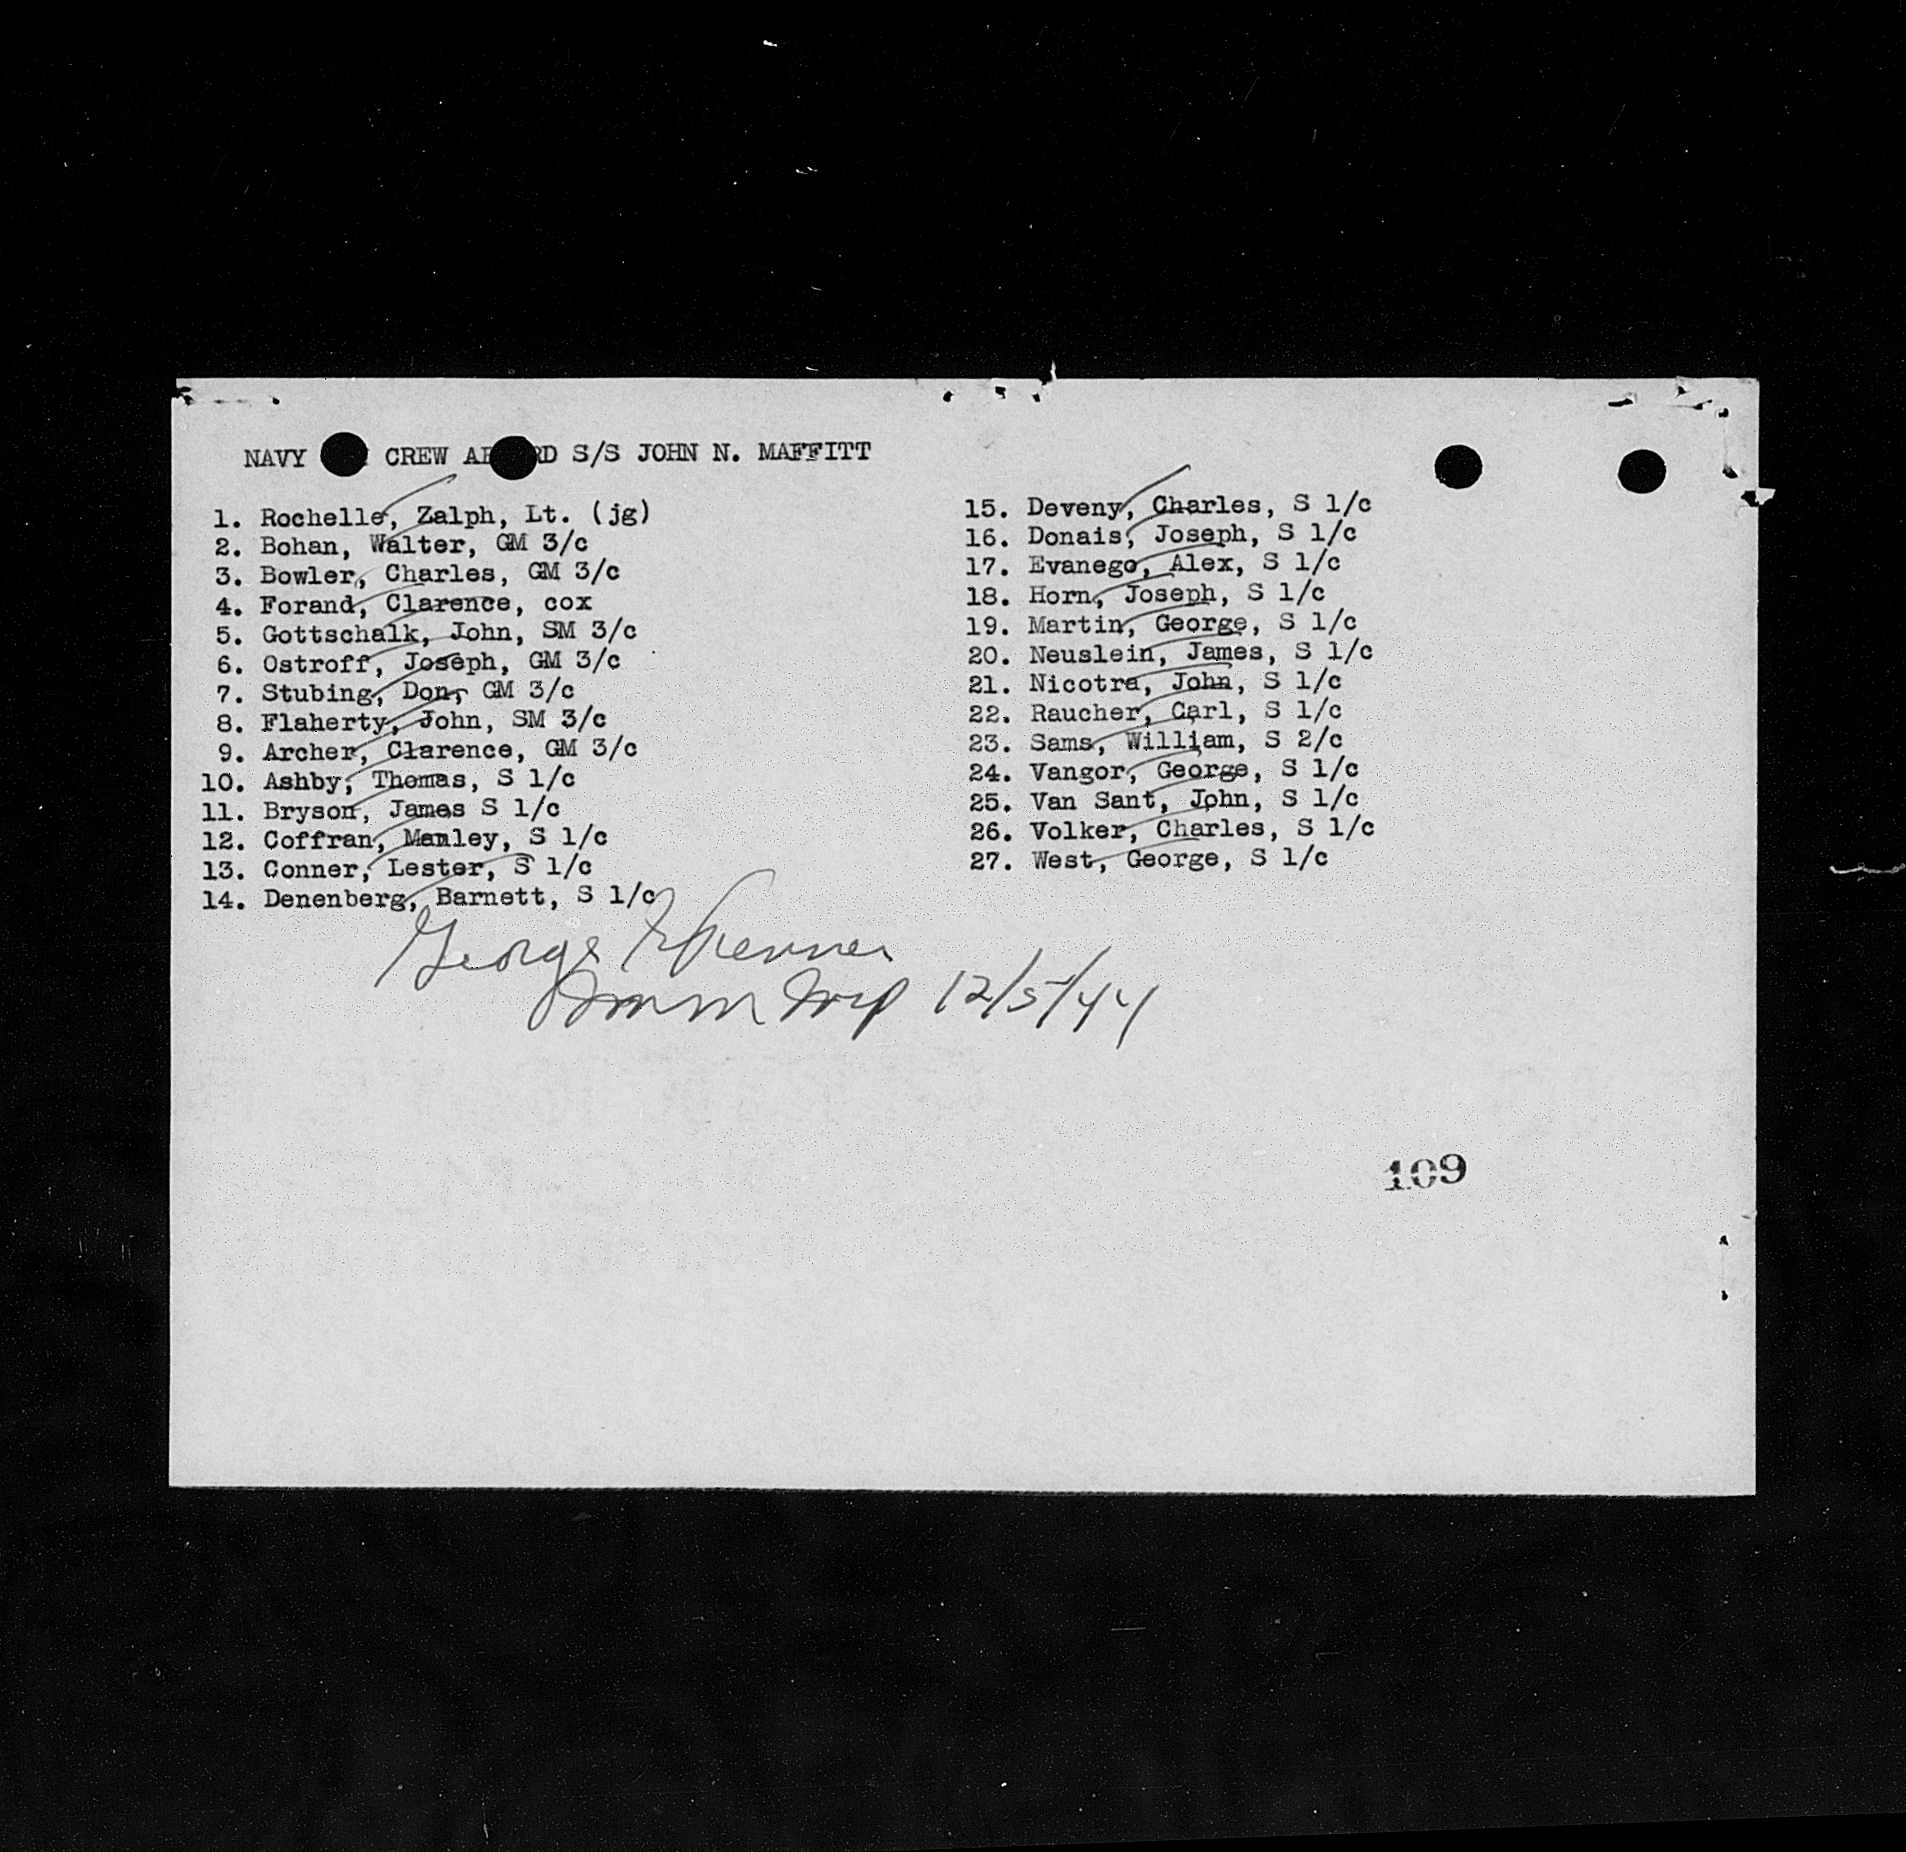 NAVY CREW S/S JOHN N. MAFFITT
1. Rochelle, Zalph, Lt. (jg)
2. Bohan, Walter, GM 3/c
3. Bowler, Charles, GM 3/c
4. Forand, Clarence, cox
5. Gottschalk, John, SM 3/c
6. Ostroff, Joseph, GM 3/c
7. Stubing, Don, GM 3/c
8. Flaherty, John, SM 3/c
9. Archer, Clarence, GM 3/c
10. Ashby, Thomas, S 1/c
11. Bryson, James S 1/c
12. Coffran, Manley, S 1/c
13. Conner, Lester, S 1/c
14. Denenberg, Barnett, S 1/c
15. Deveny, Charles, S 1/c
16. Donais, Joseph, S 1/c
17. Evanego, Alex, S 1/c
18. Horn, Joseph, S 1/c
19. Martin, George, S 1/c
20. Neuslein, James, S 1/c
21. Nicotra, John, S 1/c
22. Raucher, Carl, S 1/c
23. Sams, William, S 2/c
24. Vangor, George, S 1/c
25. Van Sant, John, S 1/c
26. Volker, Charles, S 1/c
27. West, George, S 1/c
George
12/5/44
109